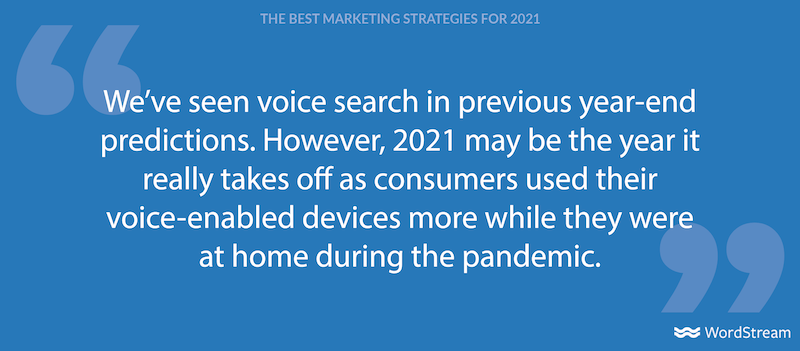 THE BEST MARKETING STRATEGIES FOR 2021
We’ve seen voice search in previous year-end
predictions. However, 2021 may be the year it
really takes off as consumers used their
voice-enabled devices more while they were
at home during the pandemic.
WordStream